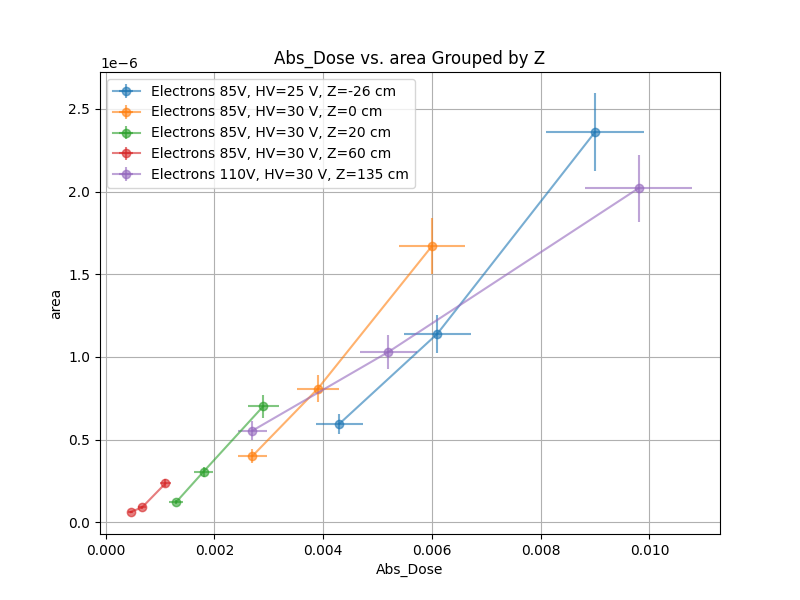 Abs_Dose vs. area Grouped by Z
1e−6
Electrons 85V, HV=25 V, Z=-26 cm
Electrons 85V, HV=30 V, Z=0 cm
Electrons 85V, HV=30 V, Z=20 cm
Electrons 85V, HV=30 V, Z=60 cm
Electrons 110V, HV=30 V, Z=135 cm
2.5
2.0
1.5
1.0
0.5
0.0
area
0.000 0.002 0.004 0.006 0.008 0.010
Abs_Dose